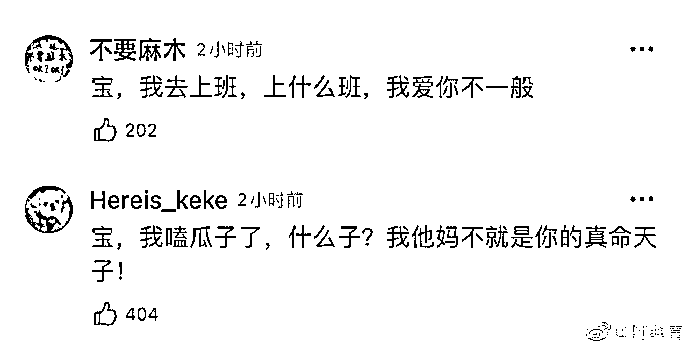 不要麻木 2小时前
宝，我去上班，上什么班，我爱你不一般
202
Hereis_keke 2小时前
宝，我嗑瓜子了，什么子？我他妈不就是你的真命天
子！
404